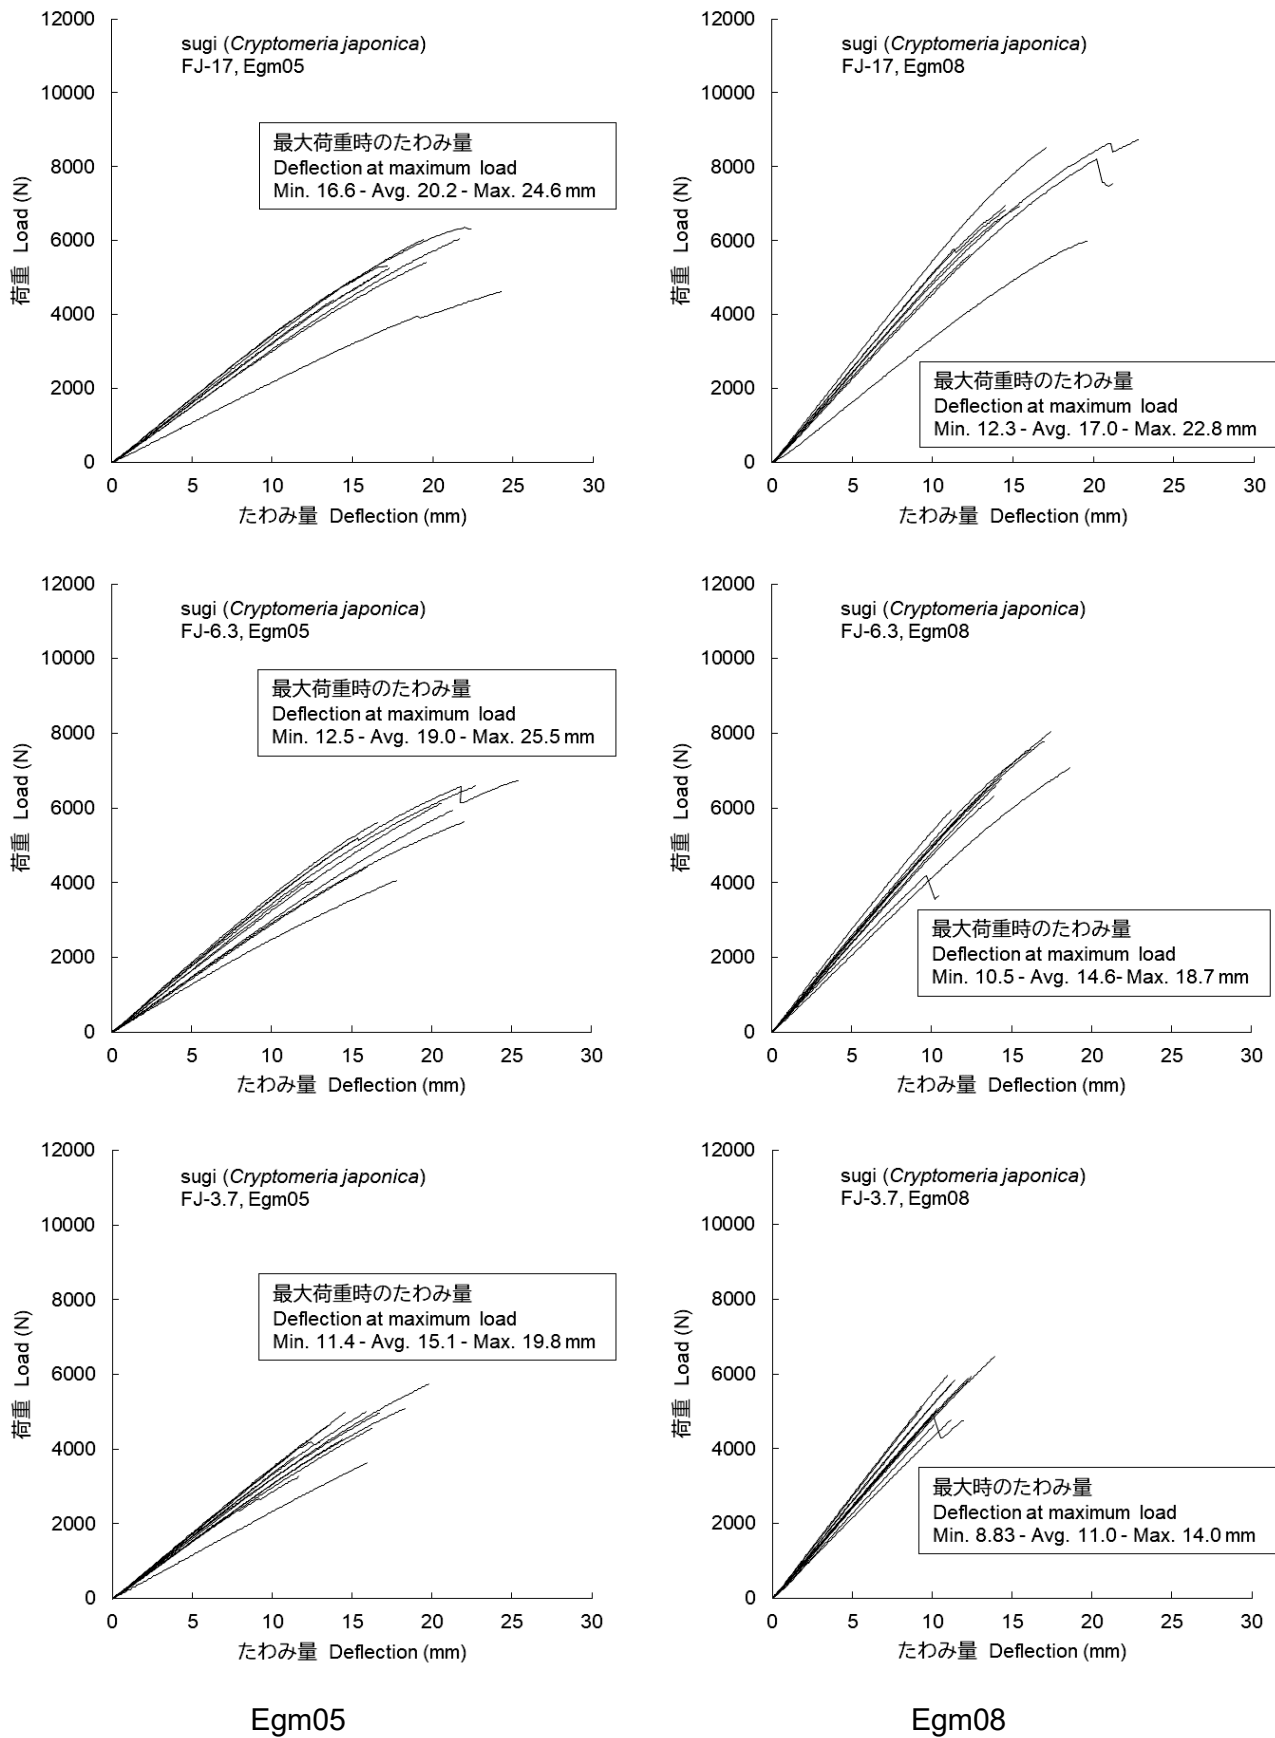 sugi (Cryptomeria japonica)
FJ-17, Egm05
最大荷重時のたわみ量
Deflection at maximum load
Min. 16.6 - Avg. 20.2 - Max. 24.6 mm
荷重 Load (N)
12000
10000
8000
6000
4000
2000
0
0 5 10 15 20 25 30
たわみ量 Deflection (mm)
sugi (Cryptomeria japonica)
FJ-17, Egm08
最大荷重時のたわみ量
Deflection at maximum load
Min. 12.3 - Avg. 17.0 - Max. 22.8 mm
荷重 Load (N)
12000
10000
8000
6000
4000
2000
0
0 5 10 15 20 25 30
たわみ量 Deflection (mm)
sugi (Cryptomeria japonica)
FJ-6.3, Egm05
最大荷重時のたわみ量
Deflection at maximum load
Min. 12.5 - Avg. 19.0 - Max. 25.5 mm
荷重 Load (N)
12000
10000
8000
6000
4000
2000
0
0 5 10 15 20 25 30
たわみ量 Deflection (mm)
sugi (Cryptomeria japonica)
FJ-6.3, Egm08
最大荷重時のたわみ量
Deflection at maximum load
Min. 10.5 - Avg. 14.6- Max. 18.7 mm
荷重 Load (N)
12000
10000
8000
6000
4000
2000
0
0 5 10 15 20 25 30
たわみ量 Deflection (mm)
sugi (Cryptomeria japonica)
FJ-3.7, Egm05
最大荷重時のたわみ量
Deflection at maximum load
Min. 11.4 - Avg. 15.1 - Max. 19.8 mm
荷重 Load (N)
12000
10000
8000
6000
4000
2000
0
0 5 10 15 20 25 30
たわみ量 Deflection (mm)
sugi (Cryptomeria japonica)
FJ-3.7, Egm08
最大時のたわみ量
Deflection at maximum load
Min. 8.83 - Avg. 11.0 - Max. 14.0 mm
荷重 Load (N)
12000
10000
8000
6000
4000
2000
0
0 5 10 15 20 25 30
たわみ量 Deflection (mm)
Egm05
Egm08